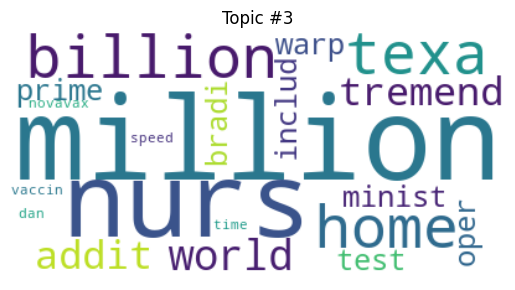 Topic #3
billion
warp
texa
prime
includ
tremend
novavax
bradi
million
speed
vaccin
nurs
minist
dan
time
home
oper
addit
world
test